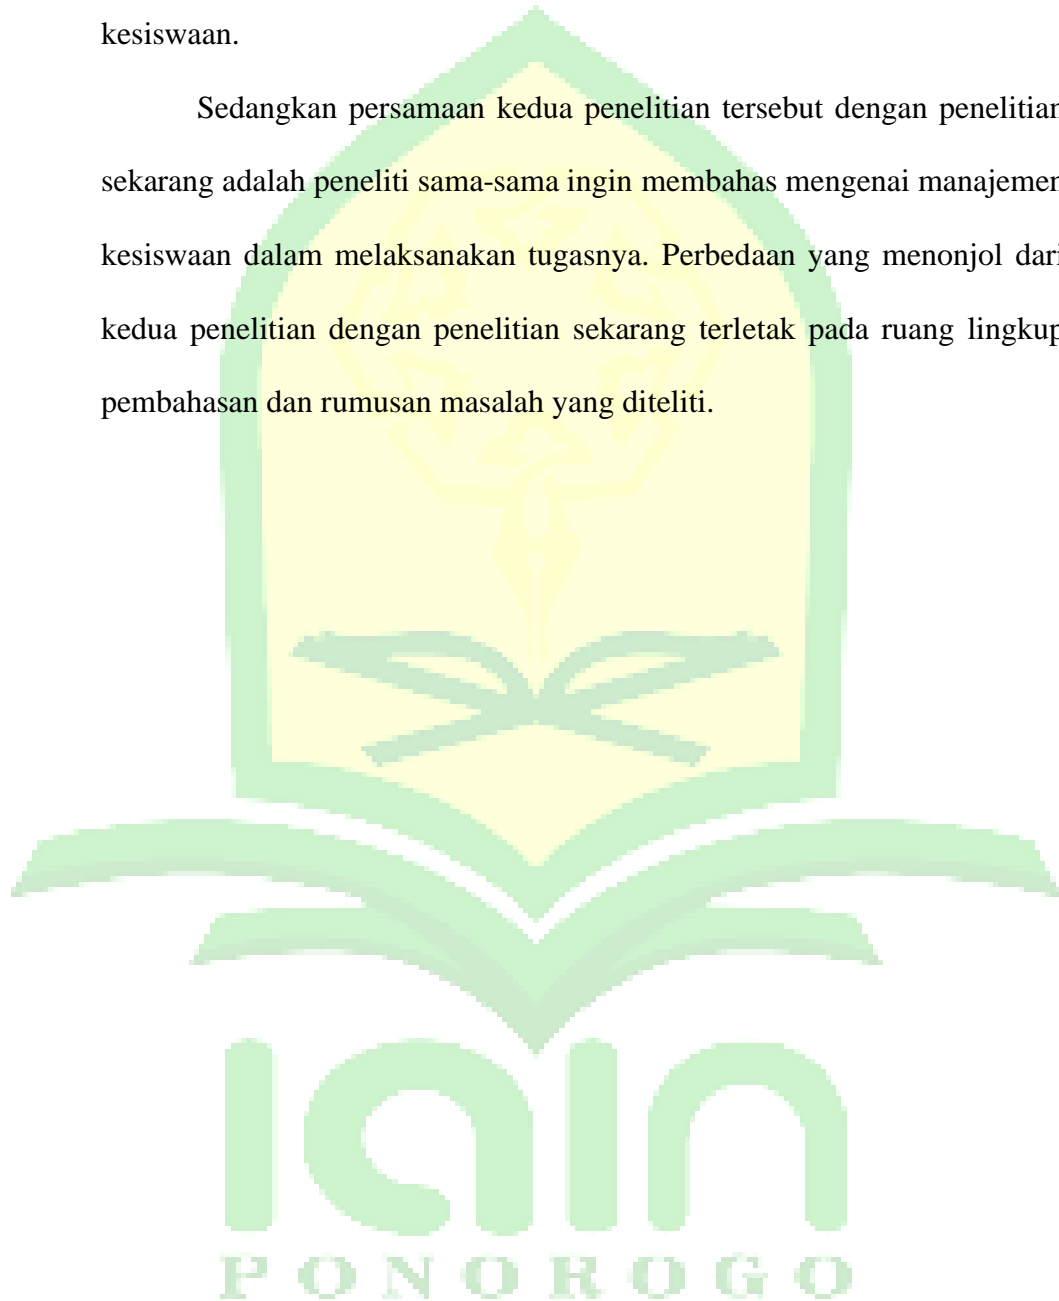 kesiswaan.
Sedangkan persamaan kedua penelitian tersebut dengan penelitian
sekarang adalah peneliti sama-sama ingin membahas mengenai manajemen
kesiswaan dalam melaksanakan tugasnya. Perbedaan yang menonjol dari
kedua penelitian dengan penelitian sekarang terletak pada ruang lingkup
pembahasan dan rumusan masalah yang diteliti.
iain
PONOROGO